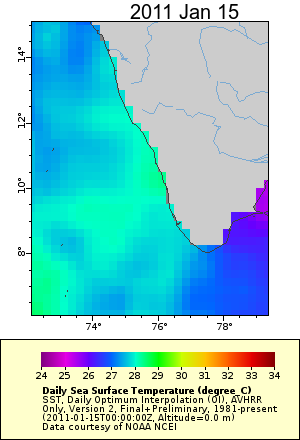 2011 Jan 15
14°
12°
10°
8°
74°
76°
78°
24 25 26 27 28 29 30 31 32 33 34
Daily Sea Surface Temperature (degree_C)
SST, Daily Optimum Interpolation (OI), AVHRR
Only, Version 2, Final+Preliminary, 1981-present
(2011-01-15T00:00:00Z, Altitude=0.0 m)
Data courtesy of NOAA NCEI